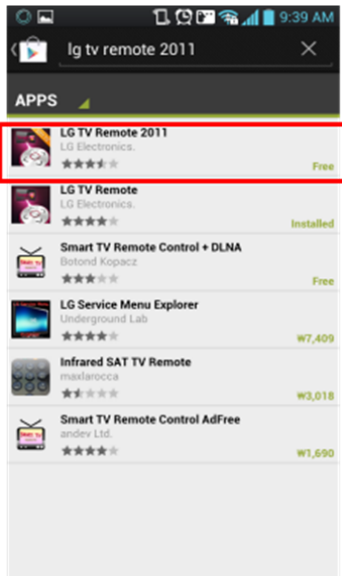 9:39 AM
lg tv remote 2011
APPS
LG TV Remote 2011
LG Electronics.
Free
LG TV Remote
LG Electronics.
Installed
Smart TV Remote Control + DLNA
Botond Kopacz
Free
LG Service Menu Explorer
Underground Lab
₩7,409
Infrared SAT TV Remote
maxlarocca
₩3,018
Smart TV Remote Control AdFree
andev Ltd.
₩1,690